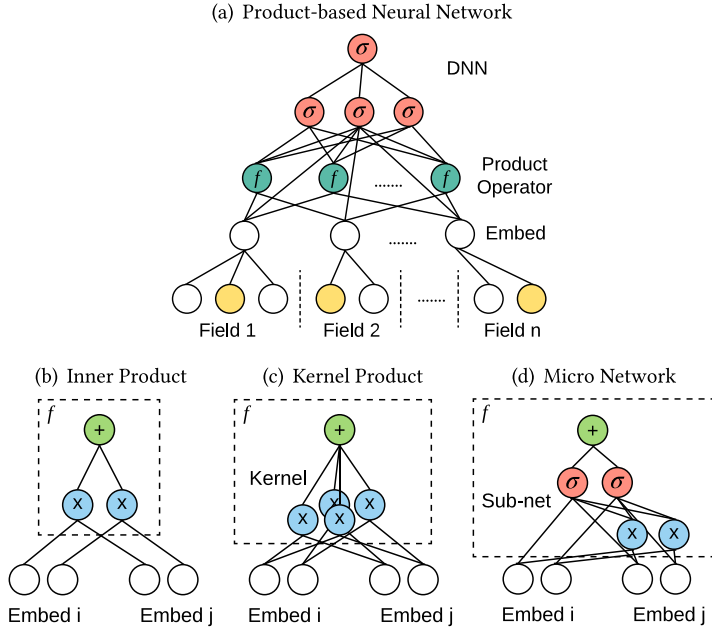 (a) Product-based Neural Network
σ
DNN
σ σ σ
f f ....... f
Product
Operator
....... Embed
.......
Field 1 Field 2 Field n
(b) Inner Product (c) Kernel Product (d) Micro Network
f f f
+ + +
Kernel
σ σ
Sub-net
x x x x x x x x
Embed i Embed j Embed i Embed j Embed i Embed j